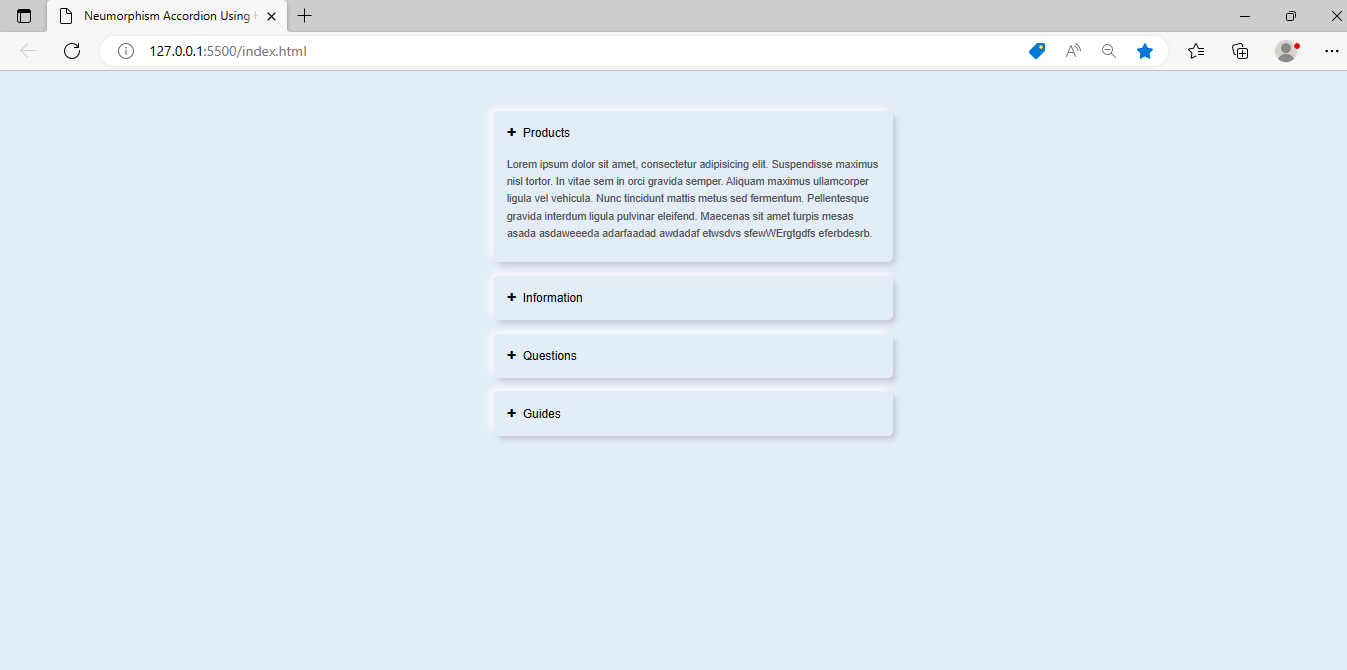 Neumorphism Accordion Using
127.0.0.1:5500/index.html
+ Products
Lorem ipsum dolor sit amet, consectetur adipisicing elit. Suspendisse maximus
nisl tortor. In vitae sem in orci gravida semper. Aliquam maximus ullamcorper
ligula vel vehicula. Nunc tincidunt mattis metus sed fermentum. Pellentesque
gravida interdum ligula pulvinar eleifend. Maecenas sit amet turpis mesas
asada asdaweeeda adarfaadad awdadaf etwsdvs sfewWErgtgdfs eferbdesrb.
+ Information
+ Questions
+ Guides